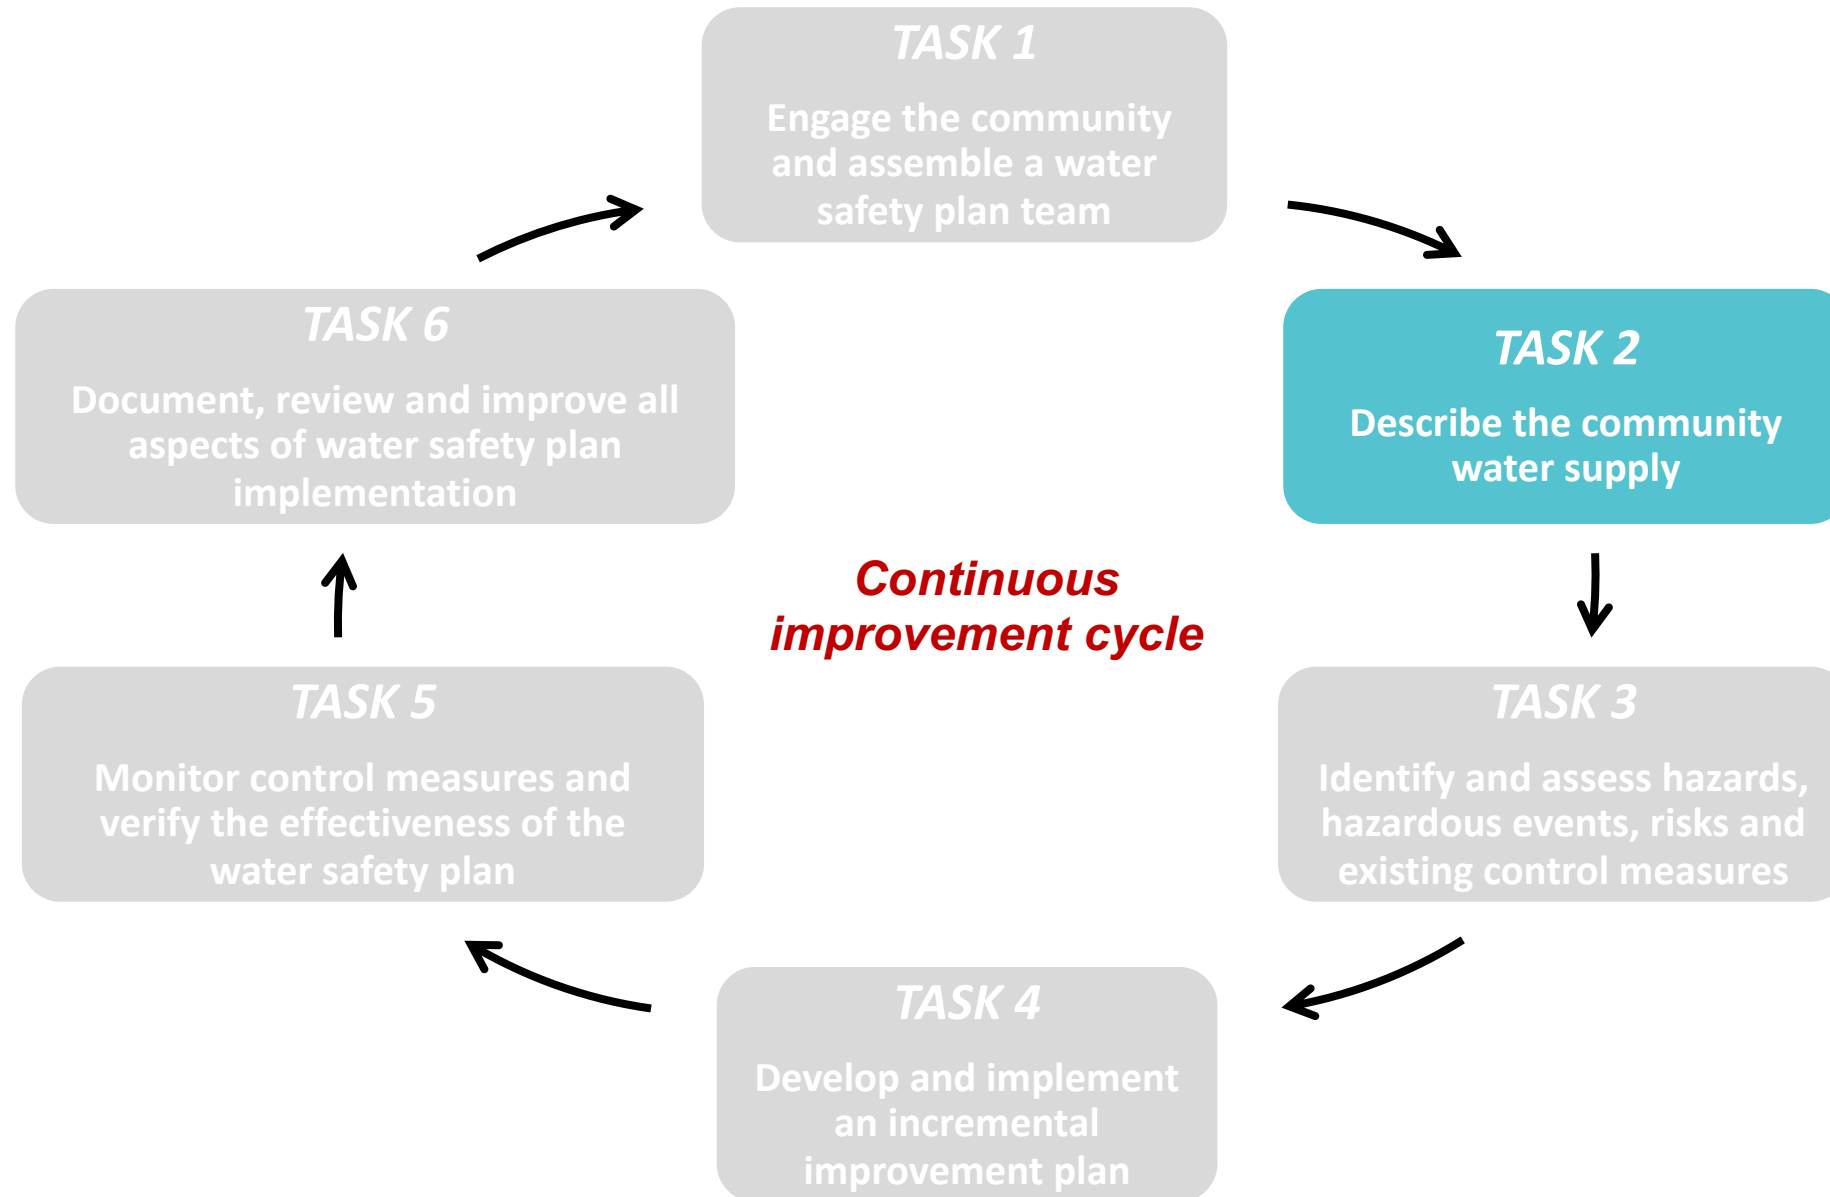 TASK 1
Engage the community
and assemble a water
safety plan team
TASK 2
Describe the community
water supply
TASK 3
Identify and assess hazards,
hazardous events, risks and
existing control measures
TASK 4
Develop and implement
an incremental
improvement plan
TASK 5
Monitor control measures and
verify the effectiveness of the
water safety plan
TASK 6
Document, review and improve all
aspects of water safety plan
implementation
Continuous
improvement cycle